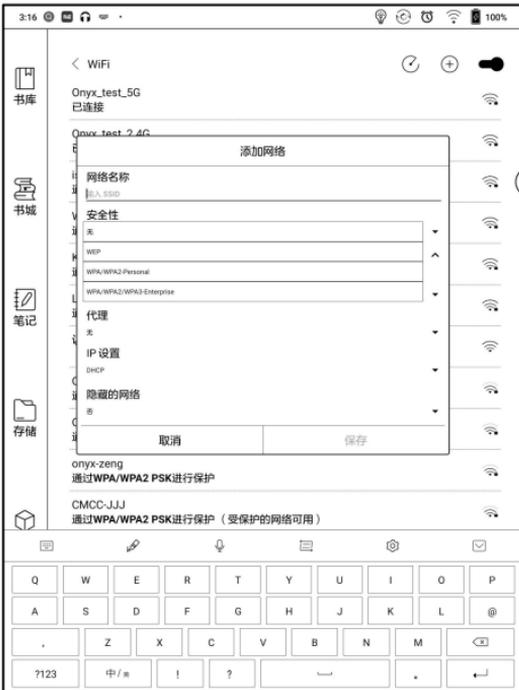 3:16
100%
WiFi
Onyx_test_5G
已连接
Onyx_test_2.4G
书库
书城
笔记
存储
添加网络
网络名称
输入 SSID
安全性
无
WEP
WPA/WPA2-Personal
WPA/WPA2/WPA3-Enterprise
代理
无
IP 设置
DHCP
隐藏的网络
否
取消
保存
onyx-zeng
通过WPA/WPA2 PSK进行保护
CMCC-JJJ
通过WPA/WPA2 PSK进行保护（受保护的网络可用）
Q W E R T Y U I O P
A S D F G H J K L @
, Z X C V B N M
?123 中/英 ! ? .